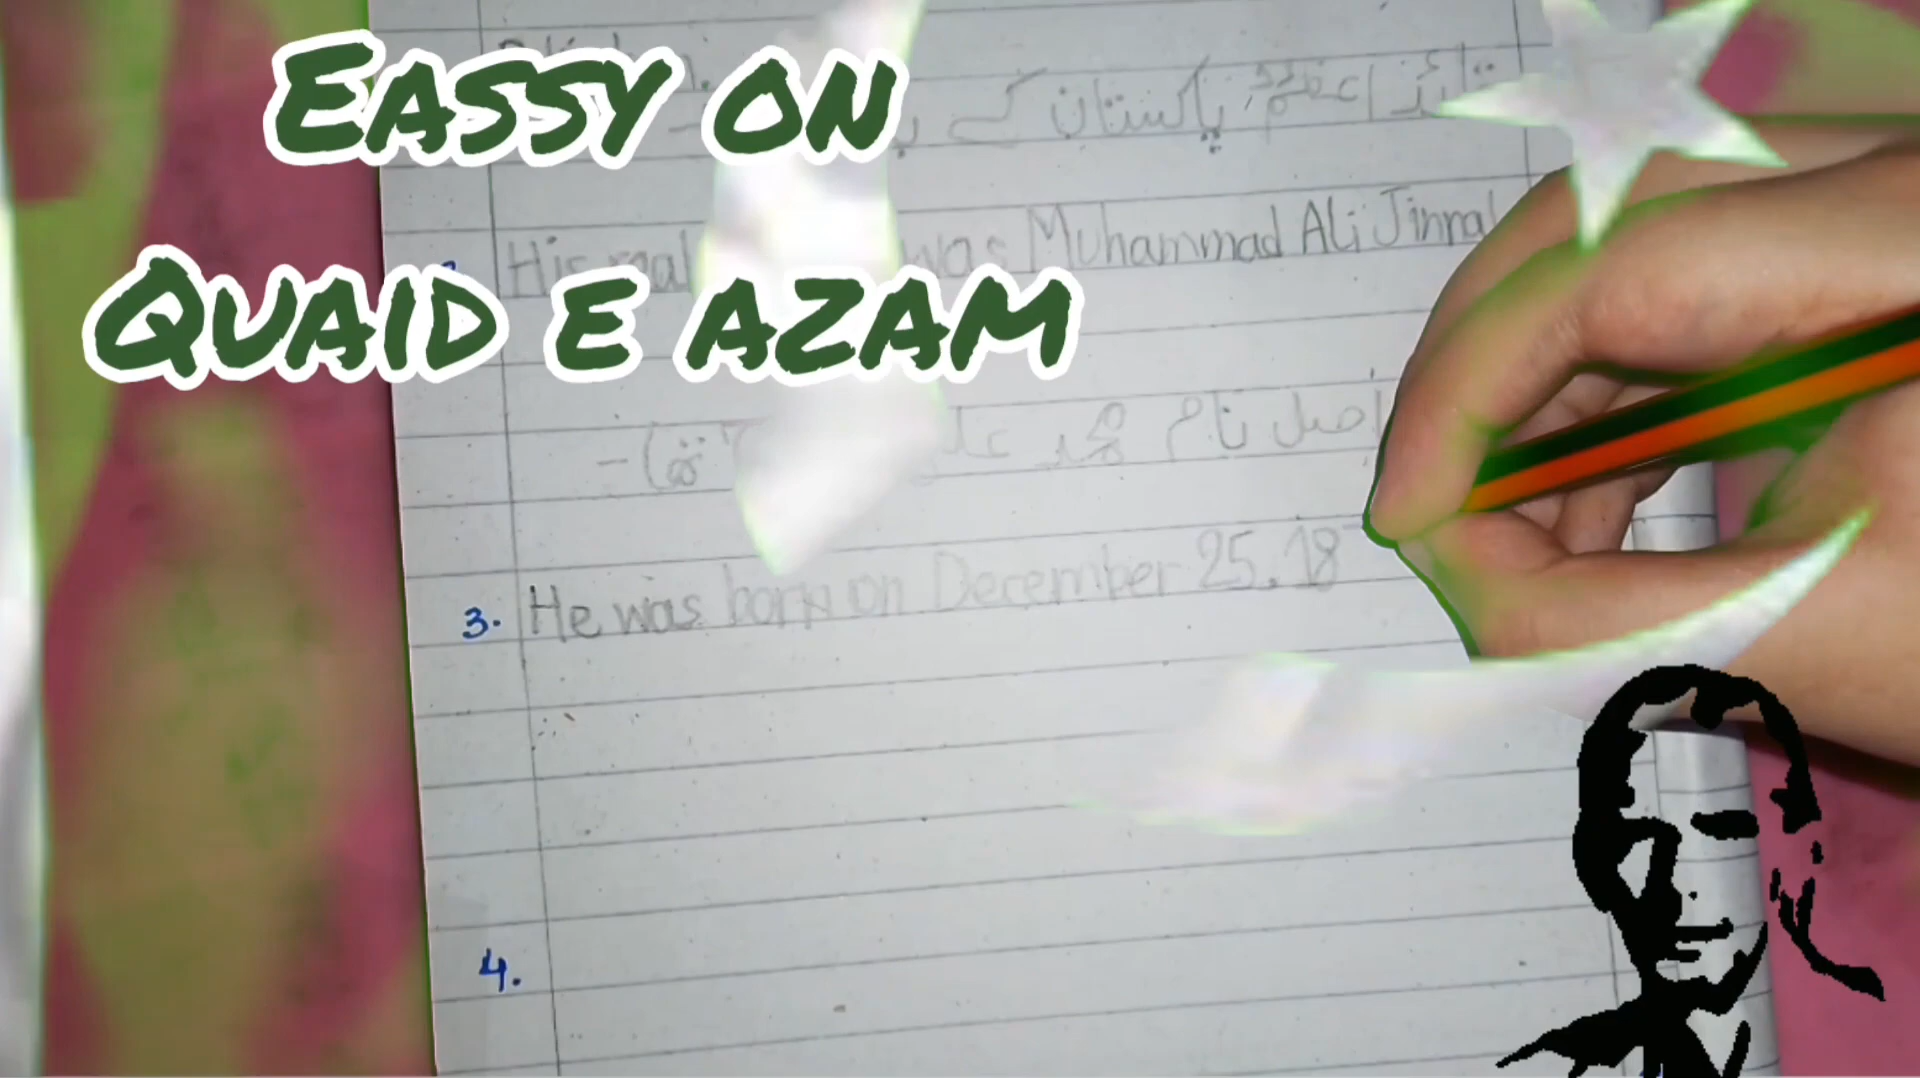 EASSY ON
QUAID E AZAM
قائد اعظمؒ پاکستان کے
His real was Muhammad Ali Jinnah
اصل نام محمد علی تھا۔
3. He was born on December 25, 18
4.